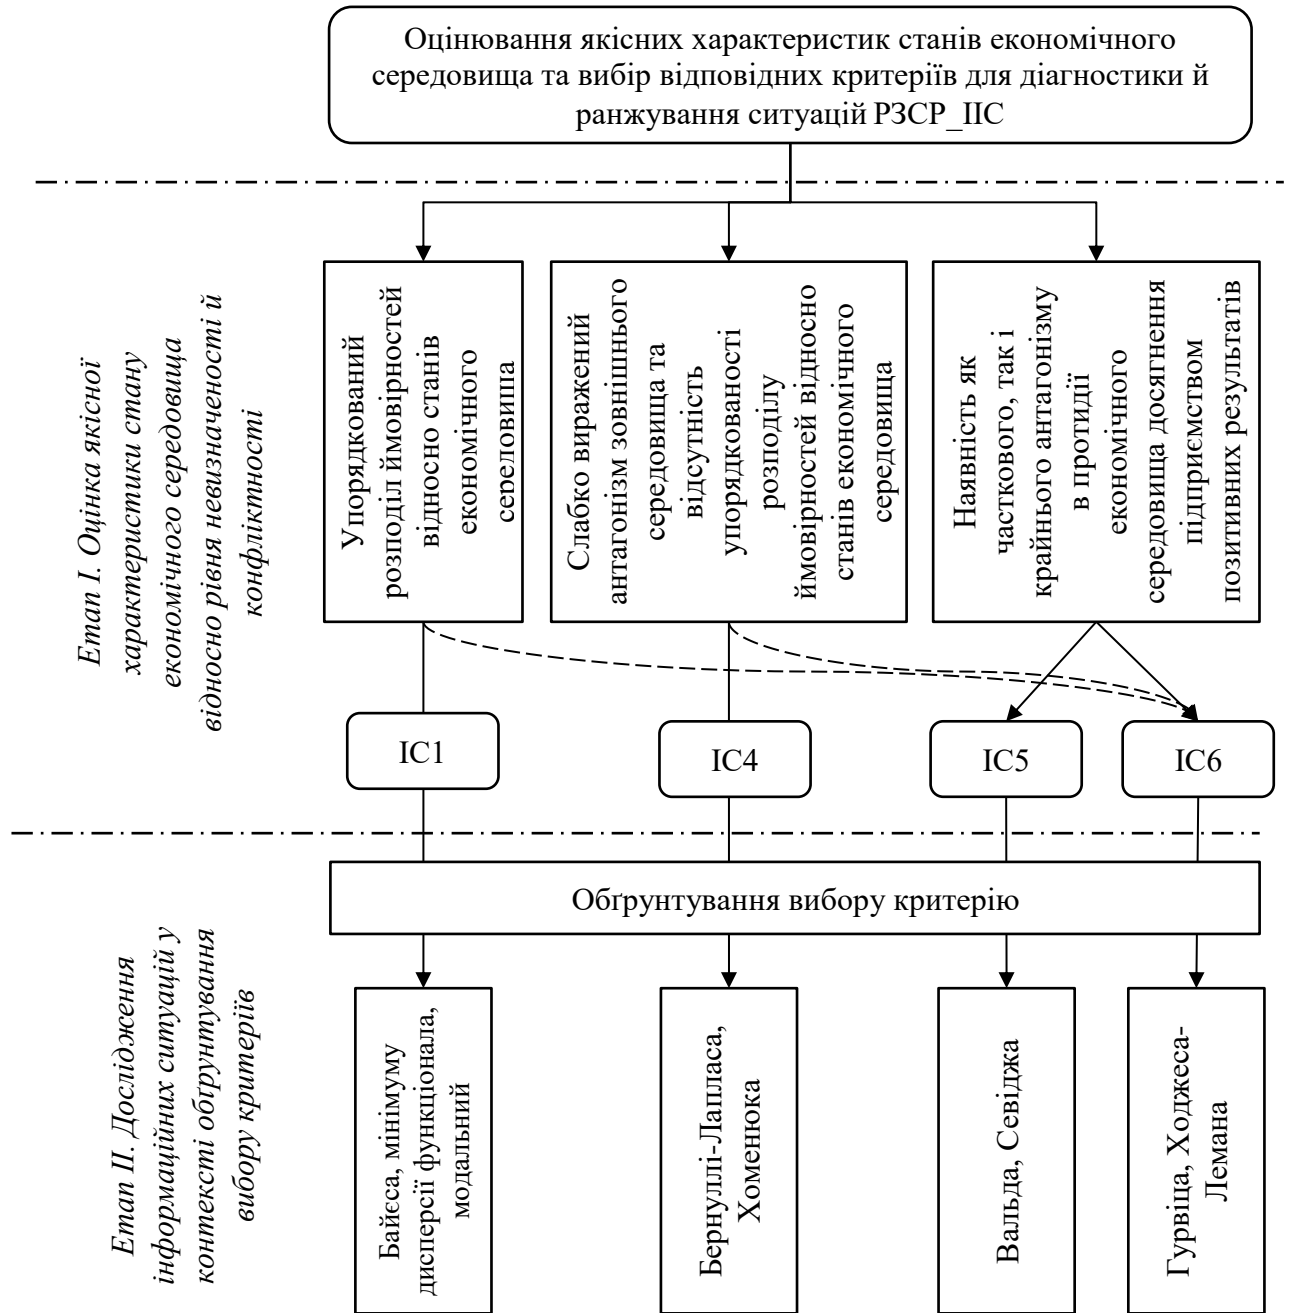 Оцінювання якісних характеристик станів економічного
середовища та вибір відповідних критеріїв для діагностики й
ранжування ситуацій РЗСР_ІІС
Етап І. Оцінка якісної
характеристики стану
економічного середовища
відносно рівня невизначеності й
конфліктності
Упорядкований
розподіл ймовірностей
відносно станів
економічного
середовища
Слабко виражений
антагонізм зовнішнього
середовища та
відсутність
упорядкованості
розподілу
ймовірностей відносно
станів економічного
середовища
Наявність як
часткового, так і
крайнього антагонізму
в протидії
економічного
середовища досягнення
підприємством
позитивних результатів
ІС1
ІС4
ІС5
ІС6
Етап ІІ. Дослідження
інформаційних ситуацій у
контексті обґрунтування
вибору критеріїв
Обґрунтування вибору критерію
Байєса, мінімуму
дисперсії функціонала,
модальний
Бернуллі-Лапласа,
Хоменюка
Вальда, Севіджа
Гурвіца, Ходжеса-
Лемана